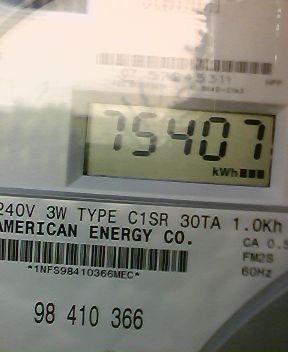 75407
kWh
240V 3W TYPE C1SR 30TA 1.0Kh
AMERICAN ENERGY CO.
CA 0.5
*1NFS98410366MEC*
FM2S
60Hz
98 410 366